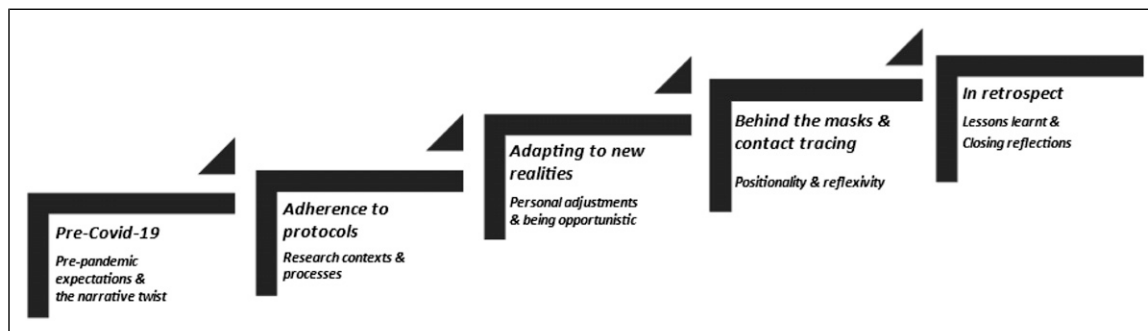 Pre-Covid-19
Pre-pandemic
expectations &
the narrative twist
Adherence to
protocols
Research contexts &
processes
Adapting to new
realities
Personal adjustments
& being opportunistic
Behind the masks &
contact tracing
Positionality & reflexivity
In retrospect
Lessons learnt &
Closing reflections